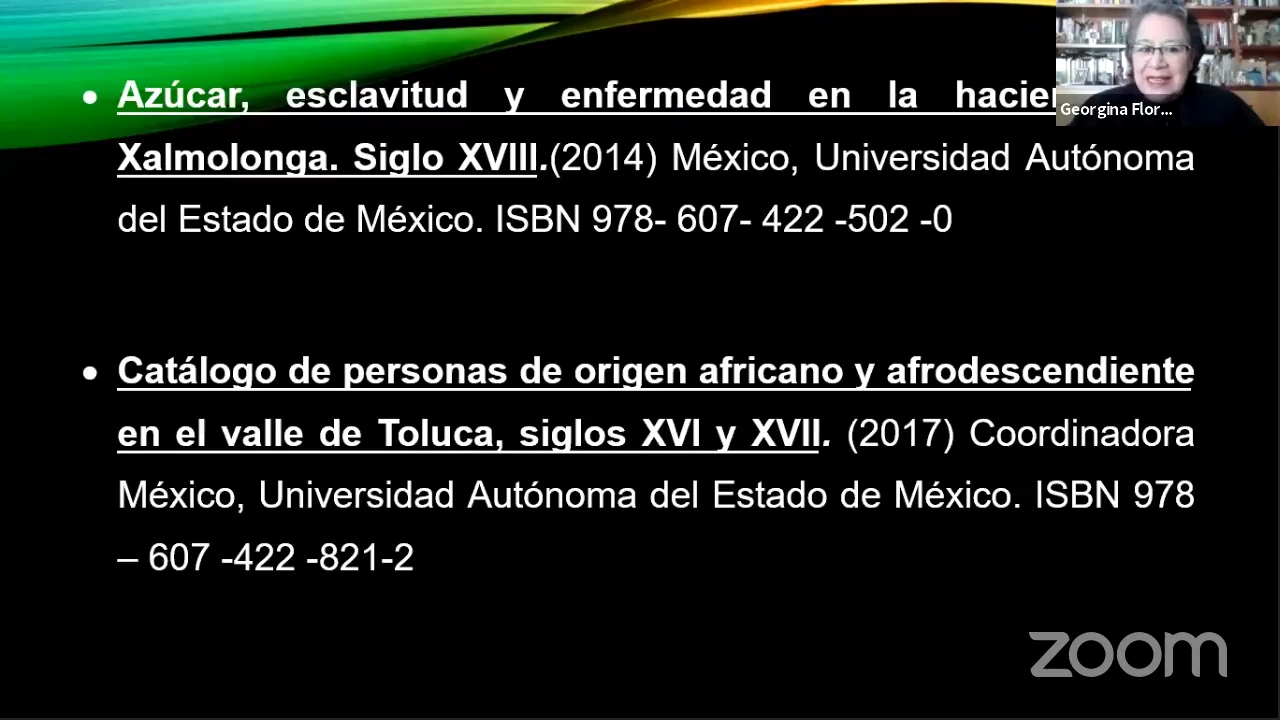 • Azúcar, esclavitud y enfermedad en la
Xalmolonga. Siglo XVIII.(2014) México, Universidad Autónoma
del Estado de México. ISBN 978- 607- 422 -502 -0
• Catálogo de personas de origen africano y afrodescendiente
en el valle de Toluca, siglos XVI y XVII. (2017) Coordinadora
México, Universidad Autónoma del Estado de México. ISBN 978
– 607 -422 -821-2
Georgina Flor...
zoom